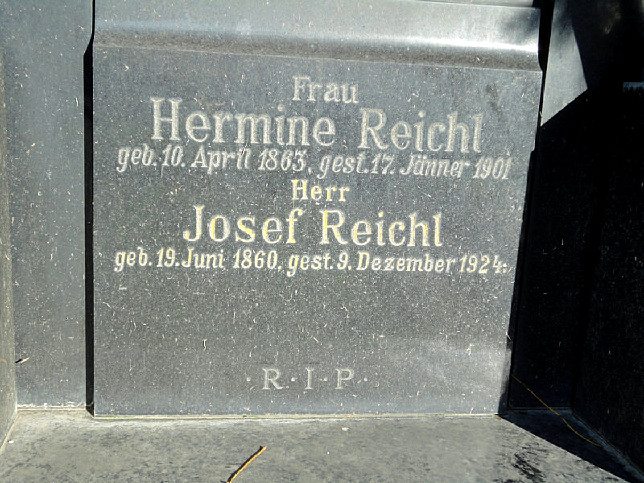 Frau
Hermine Reichl
geb. 10. April 1863, gest. 17. Jänner 1901
Herr
Josef Reichl
geb. 19. Juni 1860, gest. 9. Dezember 1924.
· R · I · P ·